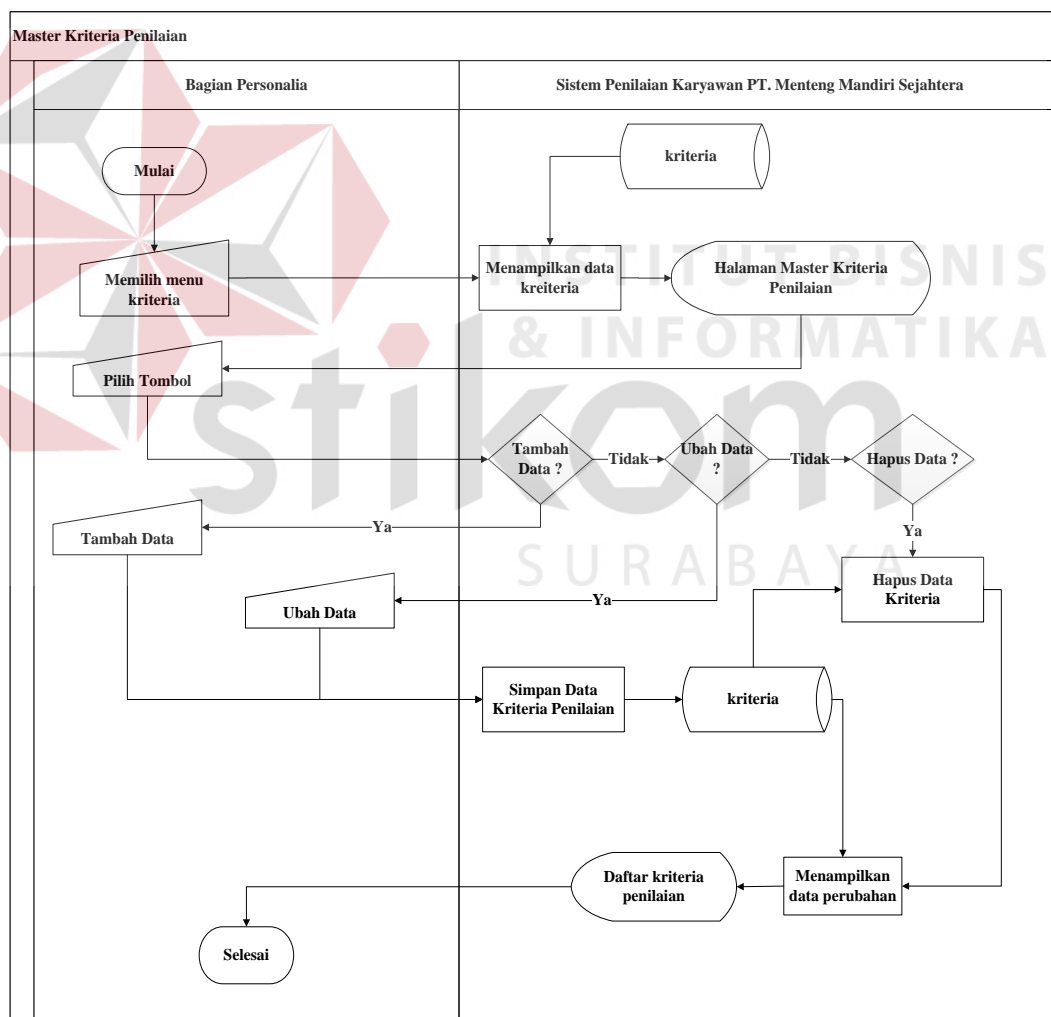 Master Kriteria Penilaian
Bagian Personalia
Sistem Penilaian Karyawan PT. Menteng Mandiri Sejahtera
kriteria
Mulai
Memilih menu
kriteria
Menampilkan data
kreiteria
Halaman Master Kriteria
Penilaian
INSTITUT BISNIS
& INFORMATIKA
stikom
SURABAYA
Pilih Tombol
Tambah
Data ?
Tidak
Ubah Data
?
Tidak
Hapus Data ?
Ya
Ya
Tambah Data
Hapus Data
Kriteria
Ubah Data
Ya
Simpan Data
Kriteria Penilaian
kriteria
Daftar kriteria
penilaian
Menampilkan
data perubahan
Selesai